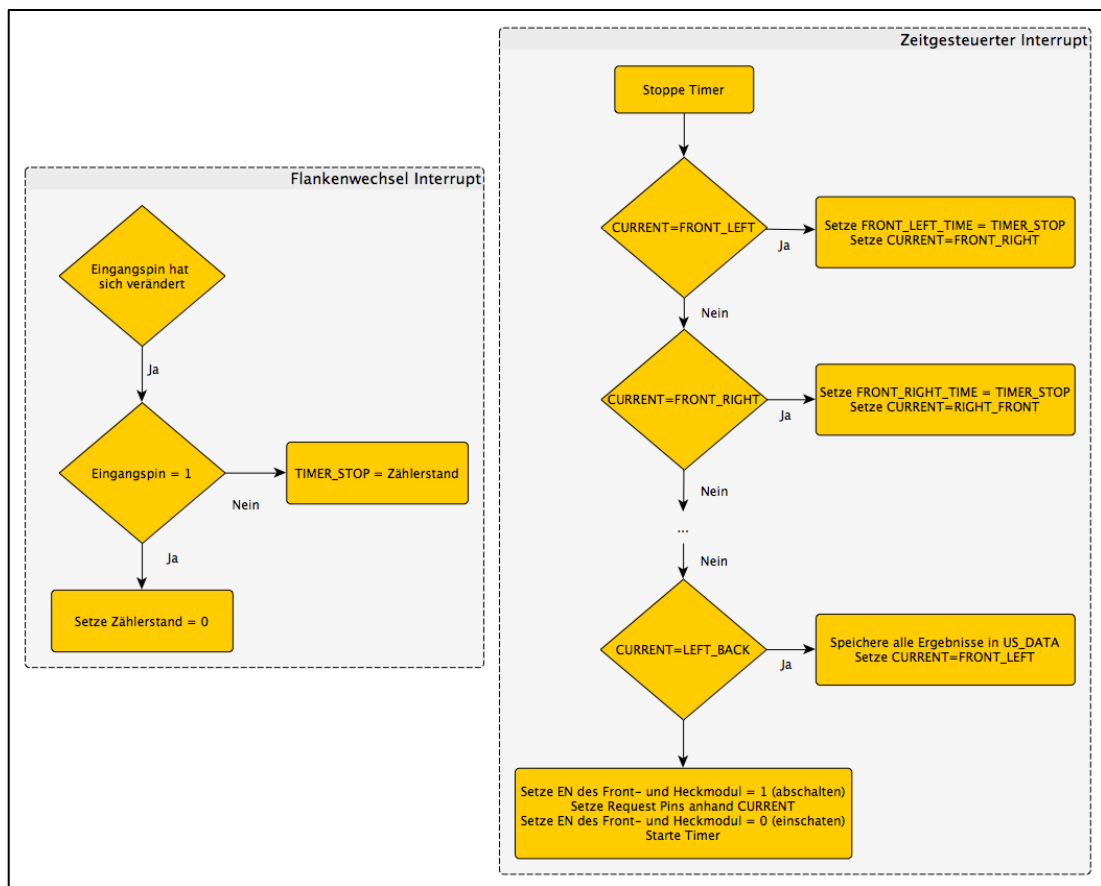 Flankenwechsel Interrupt
Eingangspin hat
sich verändert
Ja
Eingangspin = 1
Nein
TIMER_STOP = Zählerstand
Ja
Setze Zählerstand = 0
Zeitgesteuerter Interrupt
Stoppe Timer
CURRENT=FRONT_LEFT
Ja
Setze FRONT_LEFT_TIME = TIMER_STOP
Setze CURRENT=FRONT_RIGHT
Nein
CURRENT=FRONT_RIGHT
Ja
Setze FRONT_RIGHT_TIME = TIMER_STOP
Setze CURRENT=RIGHT_FRONT
Nein
...
Nein
CURRENT=LEFT_BACK
Ja
Speichere alle Ergebnisse in US_DATA
Setze CURRENT=FRONT_LEFT
Setze EN des Front- und Heckmodul = 1 (abschalten)
Setze Request Pins anhand CURRENT
Setze EN des Front- und Heckmodul = 0 (einschaten)
Starte Timer